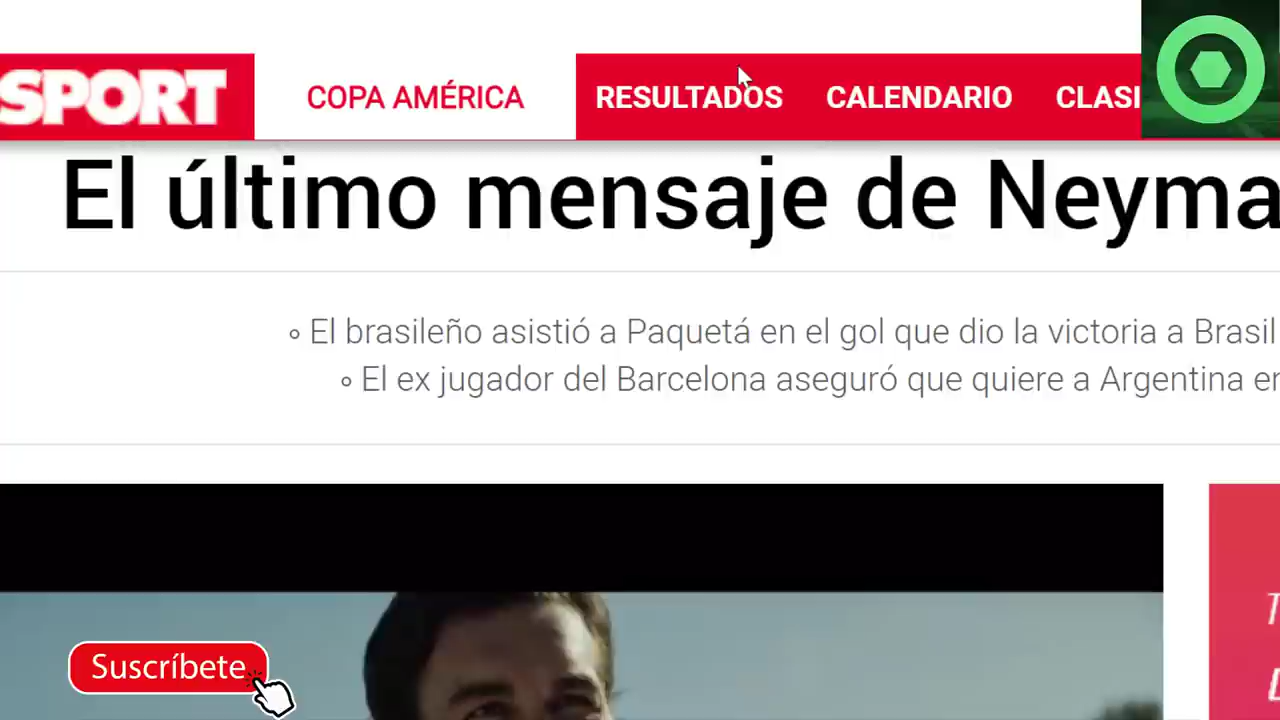 SPORT
COPA AMÉRICA
RESULTADOS
CALENDARIO
CLASI
El último mensaje de Neyma
El brasileño asistió a Paquetá en el gol que dio la victoria a Brasil
El ex jugador del Barcelona aseguró que quiere a Argentina en
Suscríbete